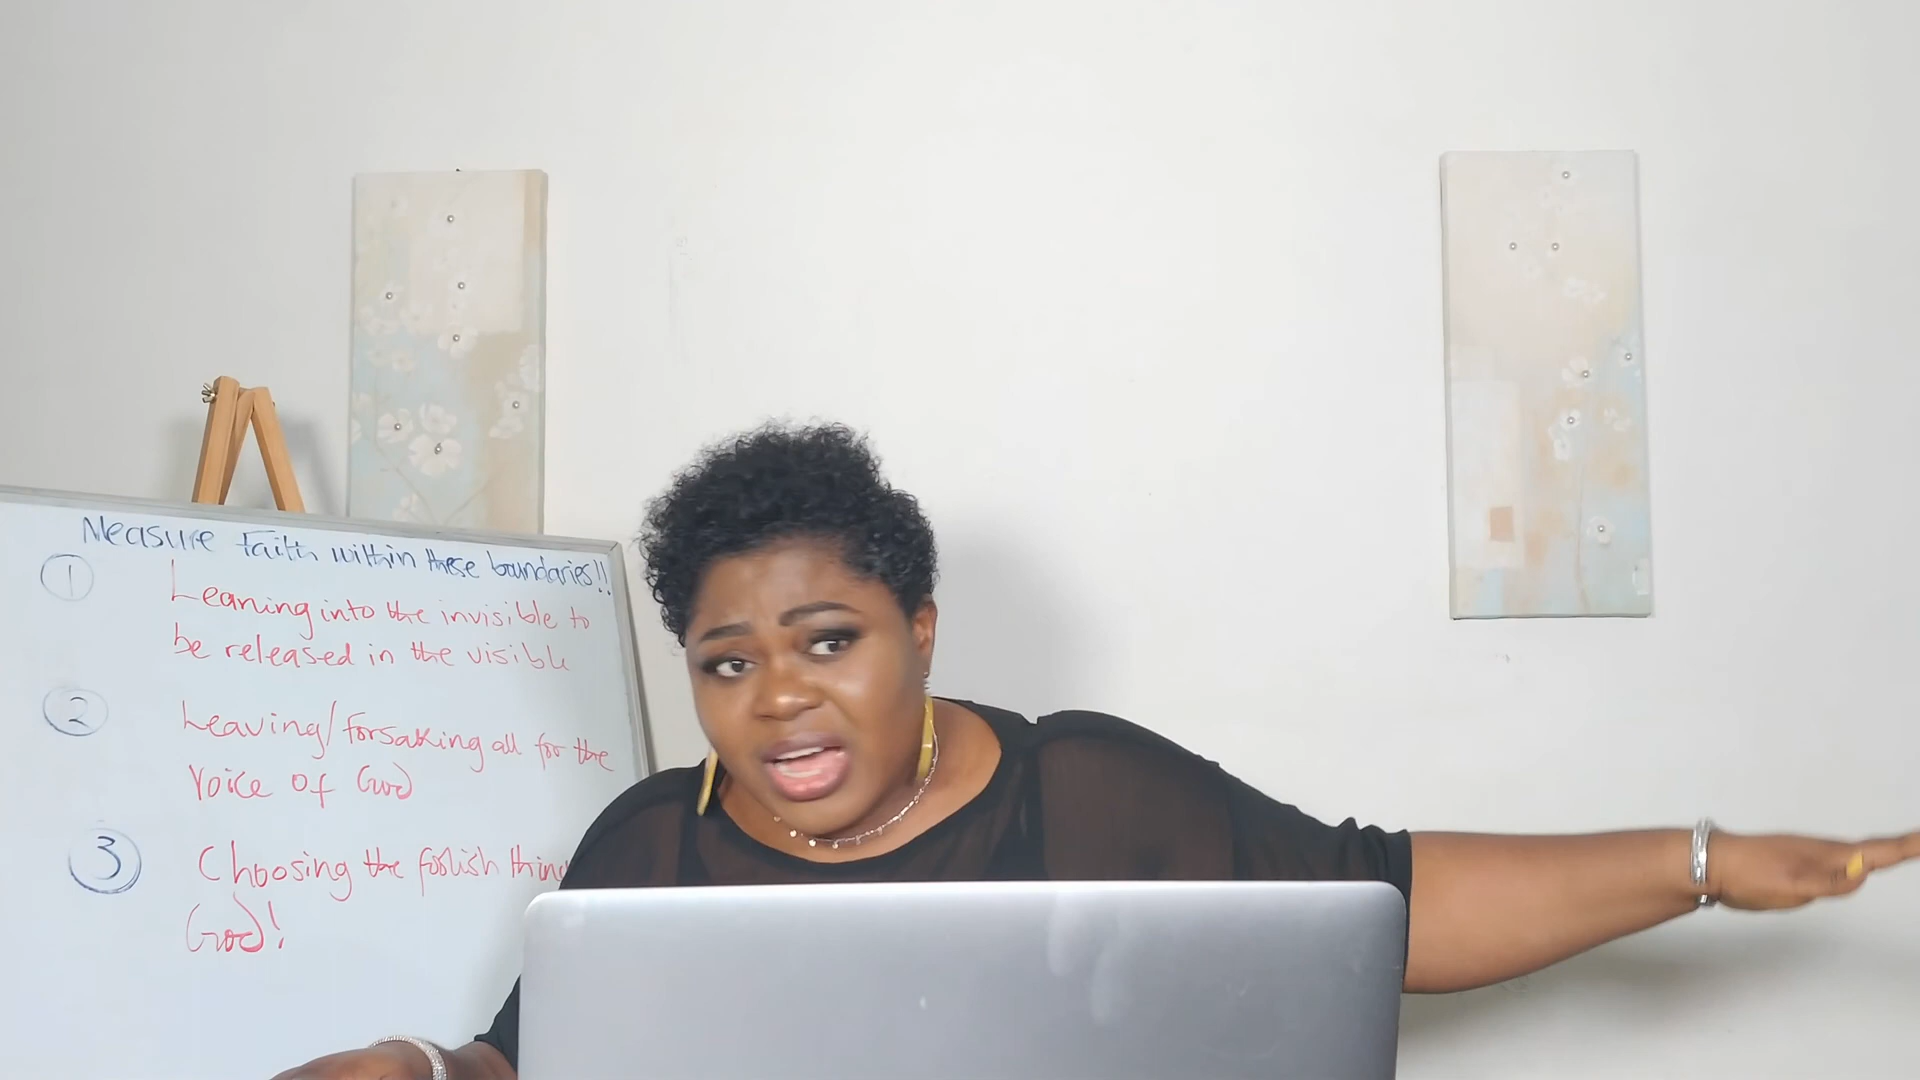 Measure Faith within these boundaries!!
1 Leaning into the invisible to
be released in the visible
2 Leaving/forsaking all for the
Voice of God
3 Choosing the foolish thing
God!